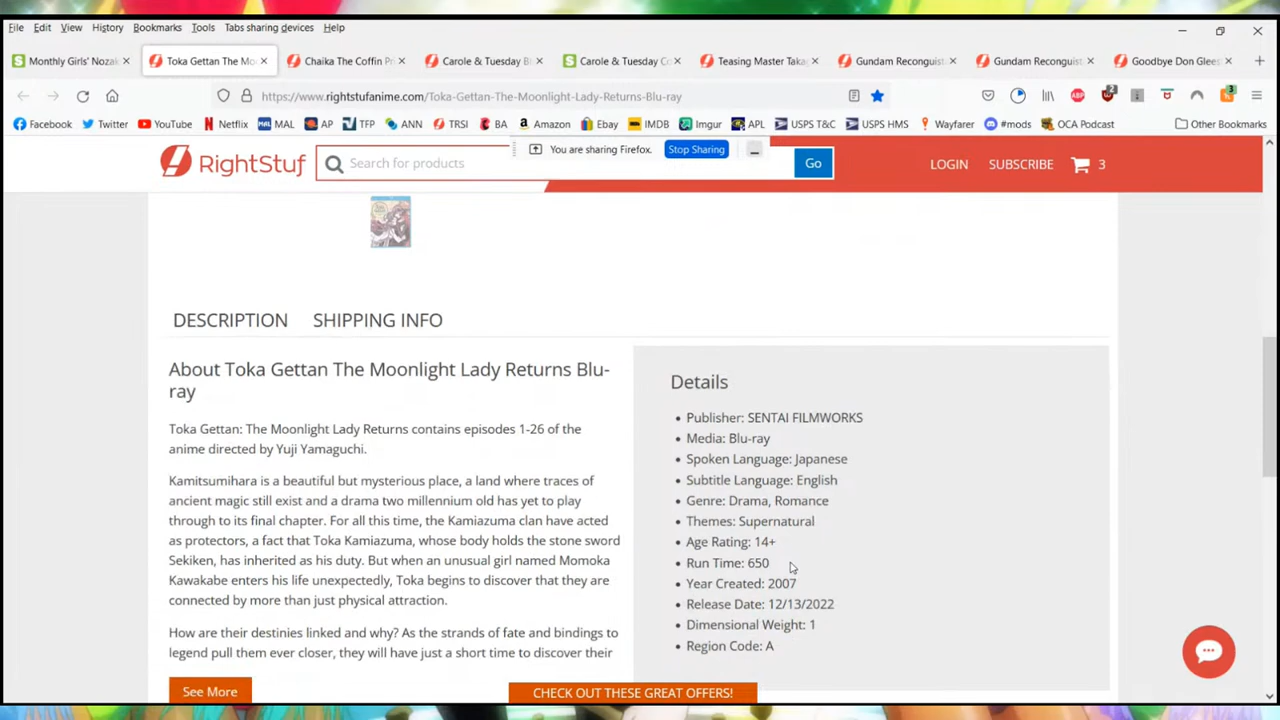 File Edit View History Bookmarks Tools Tabs sharing devices Help
Monthly Girls' Nozak
Toka Gettan The Mo
Chaika The Coffin Pr
Carole & Tuesday B
Carole & Tuesday Co
Teasing Master Taka
Gundam Reconguist
Gundam Reconguist
Goodbye Don Glees
https://www.rightstufanime.com/Toka-Gettan-The-Moonlight-Lady-Returns-Blu-ray
Facebook Twitter YouTube Netflix MAL AP TFP ANN TRSI BA Amazon Ebay IMDB Imgur APL USPS T&C USPS HMS Wayfarer #mods OCA Podcast Other Bookmarks
You are sharing Firefox. Stop Sharing
RightStuf Search for products Go LOGIN SUBSCRIBE 3
DESCRIPTION SHIPPING INFO
About Toka Gettan The Moonlight Lady Returns Blu-
ray
Toka Gettan: The Moonlight Lady Returns contains episodes 1-26 of the
anime directed by Yuji Yamaguchi.
Kamitsumihara is a beautiful but mysterious place, a land where traces of
ancient magic still exist and a drama two millennium old has yet to play
through to its final chapter. For all this time, the Kamiazuma clan have acted
as protectors, a fact that Toka Kamiazuma, whose body holds the stone sword
Sekiken, has inherited as his duty. But when an unusual girl named Momoka
Kawakabe enters his life unexpectedly, Toka begins to discover that they are
connected by more than just physical attraction.
How are their destinies linked and why? As the strands of fate and bindings to
legend pull them ever closer, they will have just a short time to discover their
See More
Details
Publisher: SENTAI FILMWORKS
Media: Blu-ray
Spoken Language: Japanese
Subtitle Language: English
Genre: Drama, Romance
Themes: Supernatural
Age Rating: 14+
Run Time: 650
Year Created: 2007
Release Date: 12/13/2022
Dimensional Weight: 1
Region Code: A
CHECK OUT THESE GREAT OFFERS!